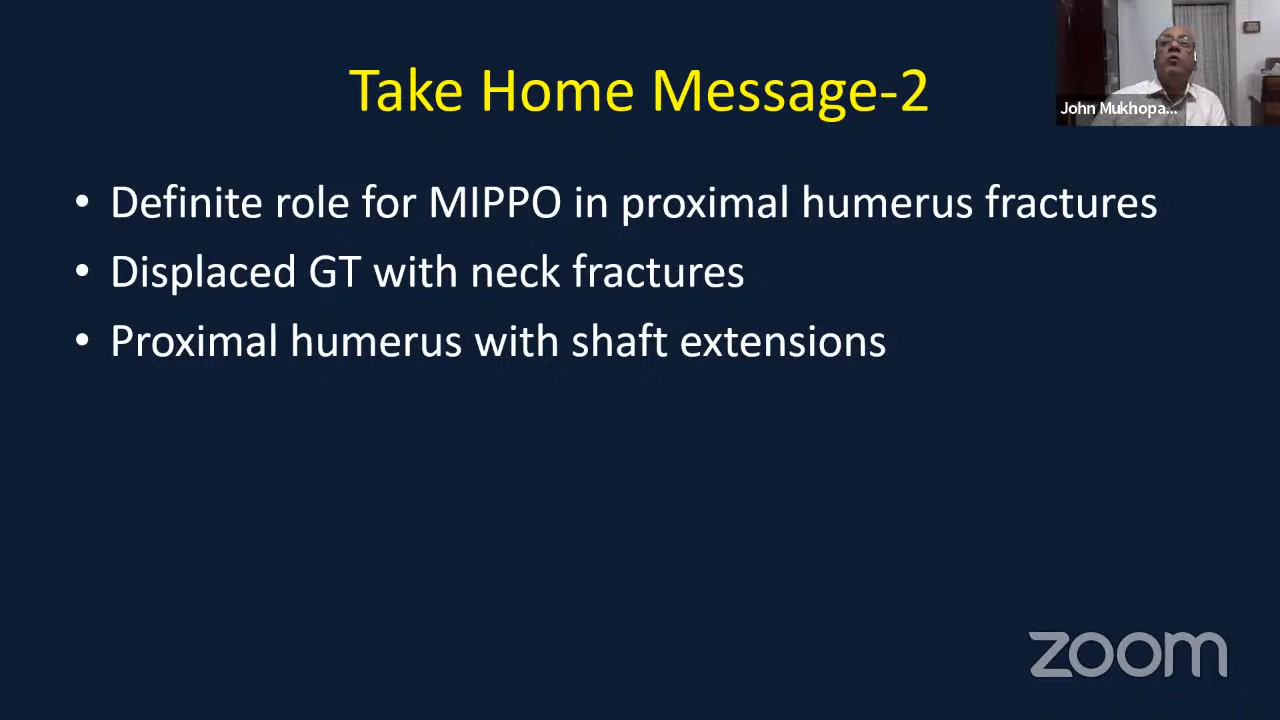 Take Home Message-2
John Mukhopa...
• Definite role for MIPPO in proximal humerus fractures
• Displaced GT with neck fractures
• Proximal humerus with shaft extensions
zoom